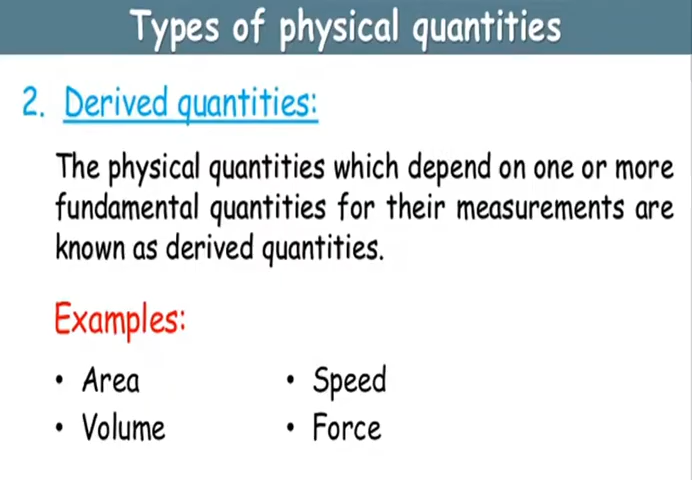 Types of physical quantities
2. Derived quantities:
The physical quantities which depend on one or more
fundamental quantities for their measurements are
known as derived quantities.
Examples:
• Area • Speed
• Volume • Force